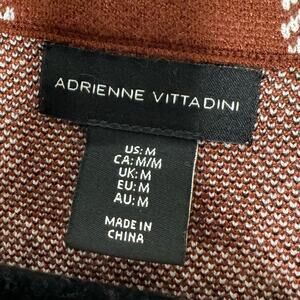 ADRIENNE VITTADINI
US: M
CA: M/M
UK: M
EU: M
AU: M
MADE IN
CHINA